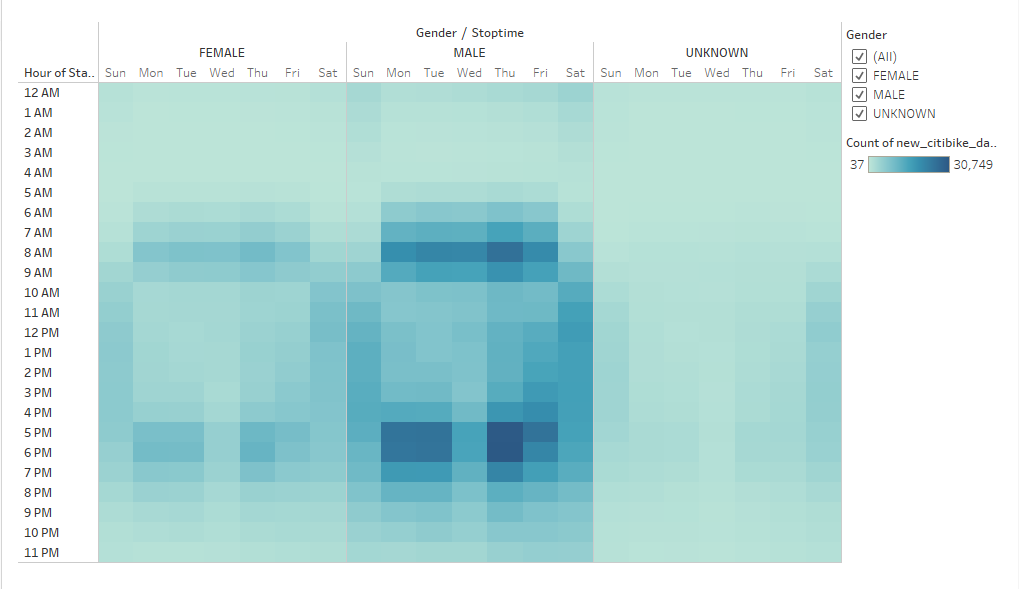 Gender / Stoptime
FEMALE MALE UNKNOWN
Hour of Sta.. Sun Mon Tue Wed Thu Fri Sat Sun Mon Tue Wed Thu Fri Sat Sun Mon Tue Wed Thu Fri Sat
12 AM
1 AM
2 AM
3 AM
4 AM
5 AM
6 AM
7 AM
8 AM
9 AM
10 AM
11 AM
12 PM
1 PM
2 PM
3 PM
4 PM
5 PM
6 PM
7 PM
8 PM
9 PM
10 PM
11 PM
Gender
(All)
FEMALE
MALE
UNKNOWN
Count of new_citibike_da..
37 30,749